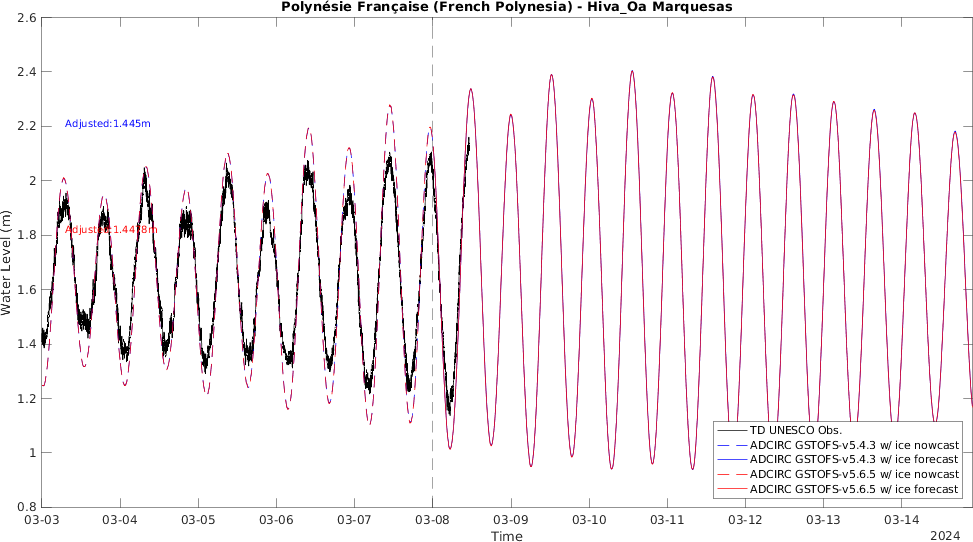 Polynésie Française (French Polynesia) - Hiva_Oa Marquesas
2.6
2.4
2.2
2
1.8
1.6
1.4
1.2
1
0.8
Water Level (m)
Adjusted:1.445m
Adjusted:1.4478m
TD UNESCO Obs.
ADCIRC GSTOFS-v5.4.3 w/ ice nowcast
ADCIRC GSTOFS-v5.4.3 w/ ice forecast
ADCIRC GSTOFS-v5.6.5 w/ ice nowcast
ADCIRC GSTOFS-v5.6.5 w/ ice forecast
03-03 03-04 03-05 03-06 03-07 03-08 03-09 03-10 03-11 03-12 03-13 03-14
Time
2024